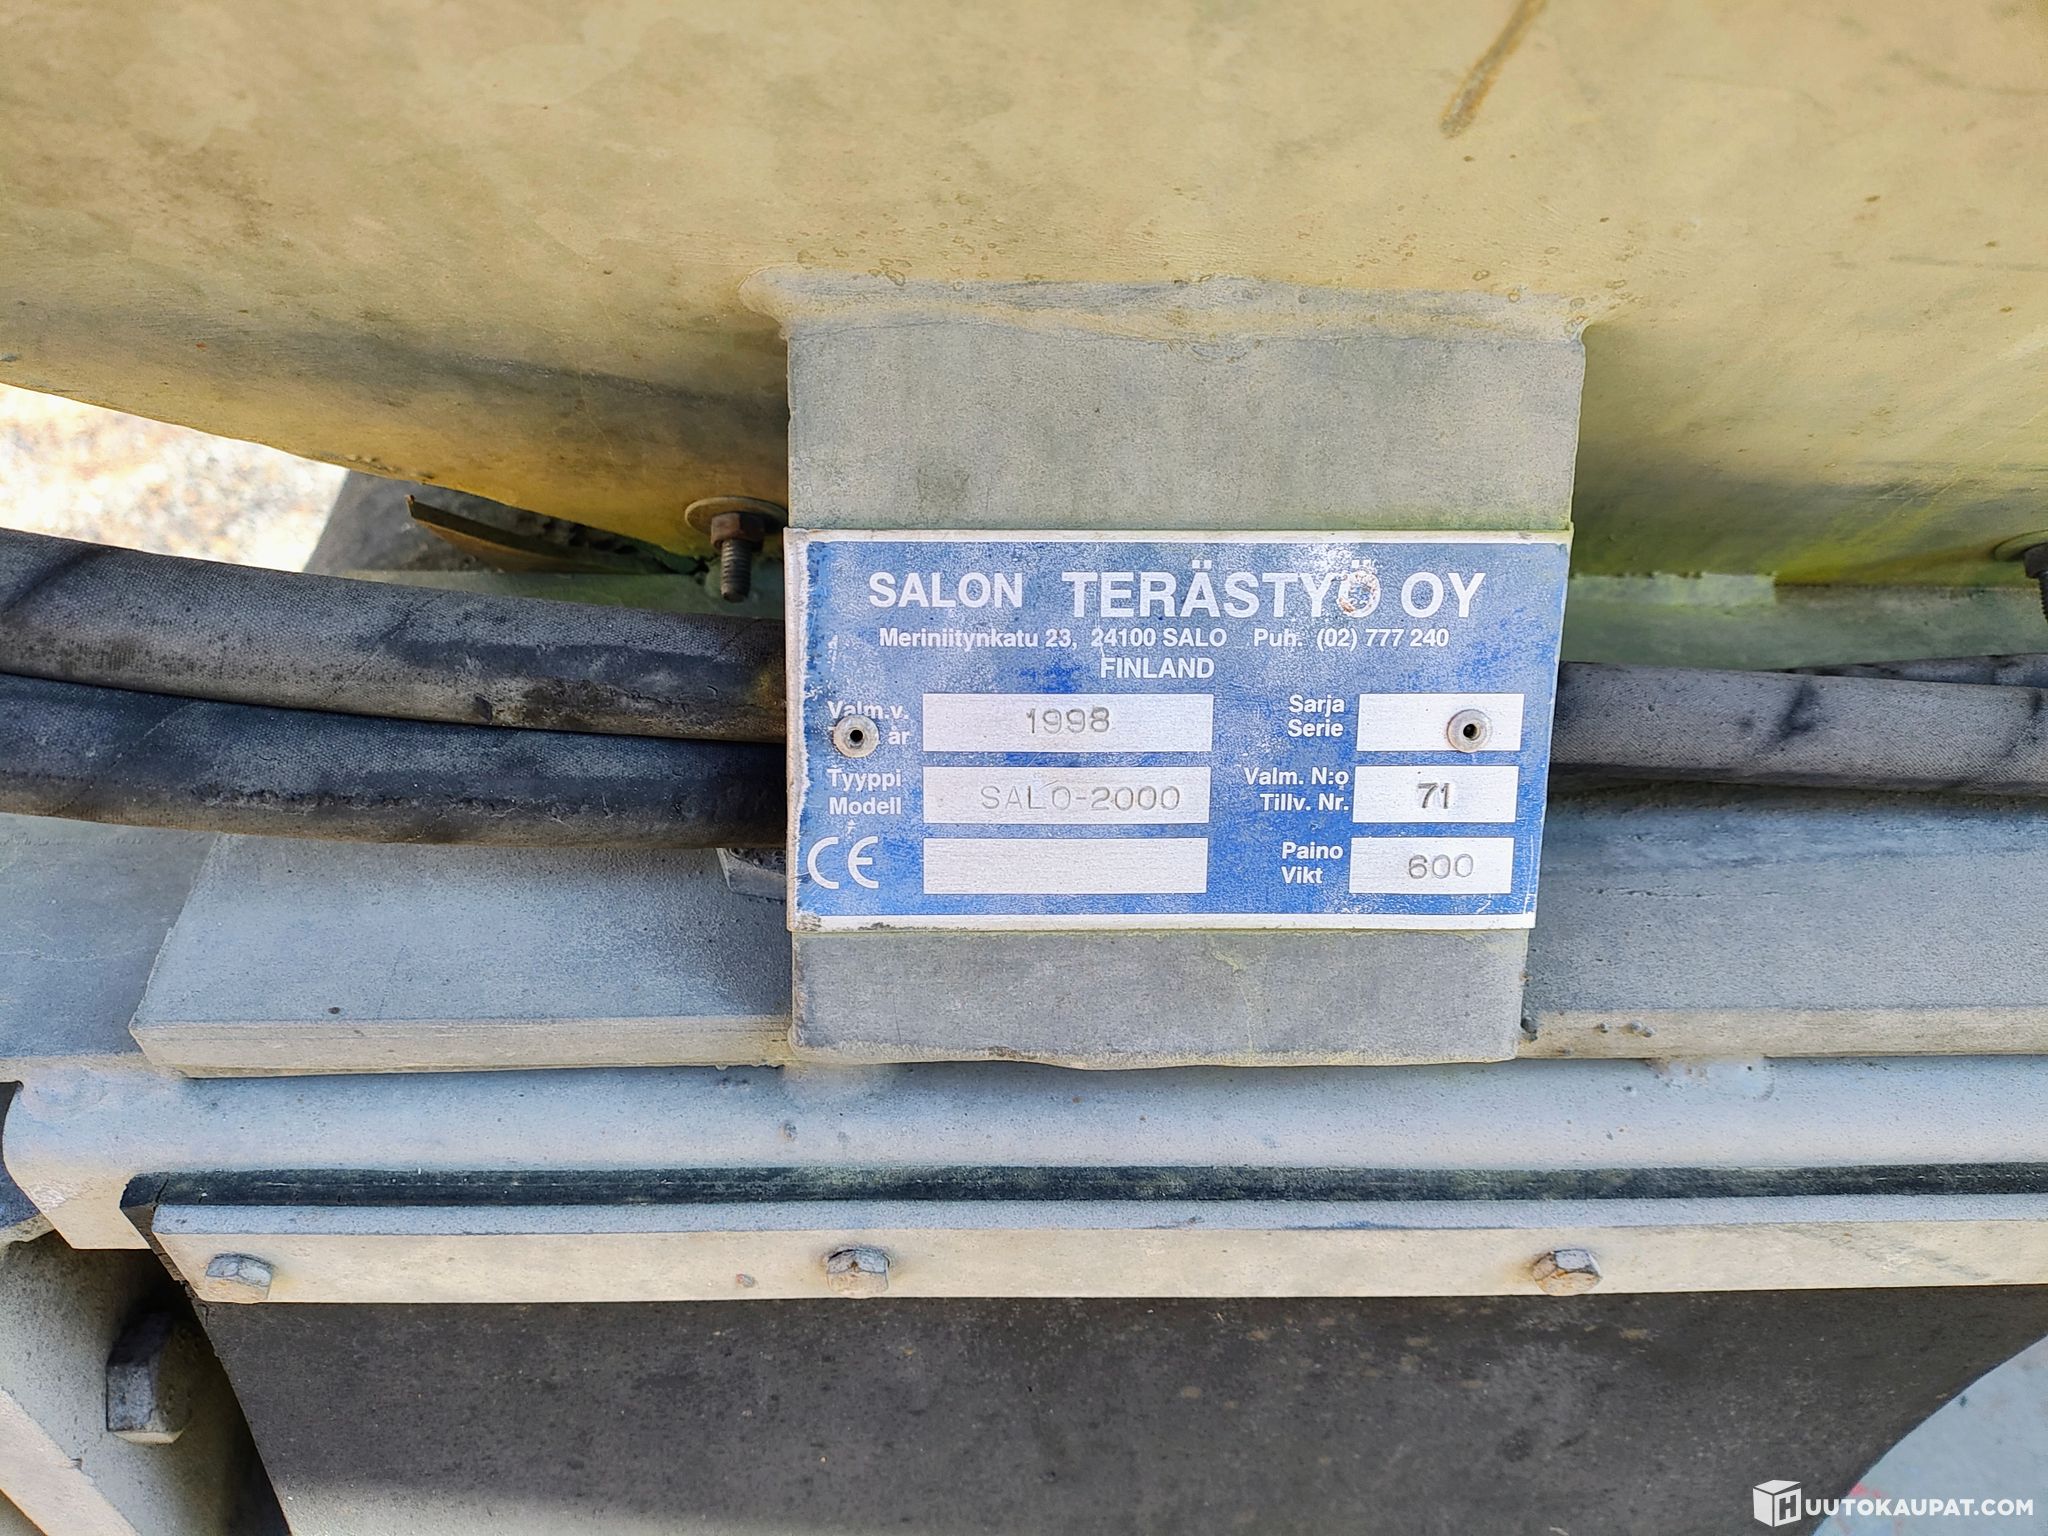 SALON TERÄSTYÖ OY
Meriniitynkatu 23, 24100 SALO Puh. (02) 777 240
FINLAND
Valm.v. 1998 Sarja
år Serie
Tyyppi SALO-2000 Valm. N:o 71
Modell Tillv. Nr.
CE Paino 600
Vikt
HUUTOKAUPAT.COM